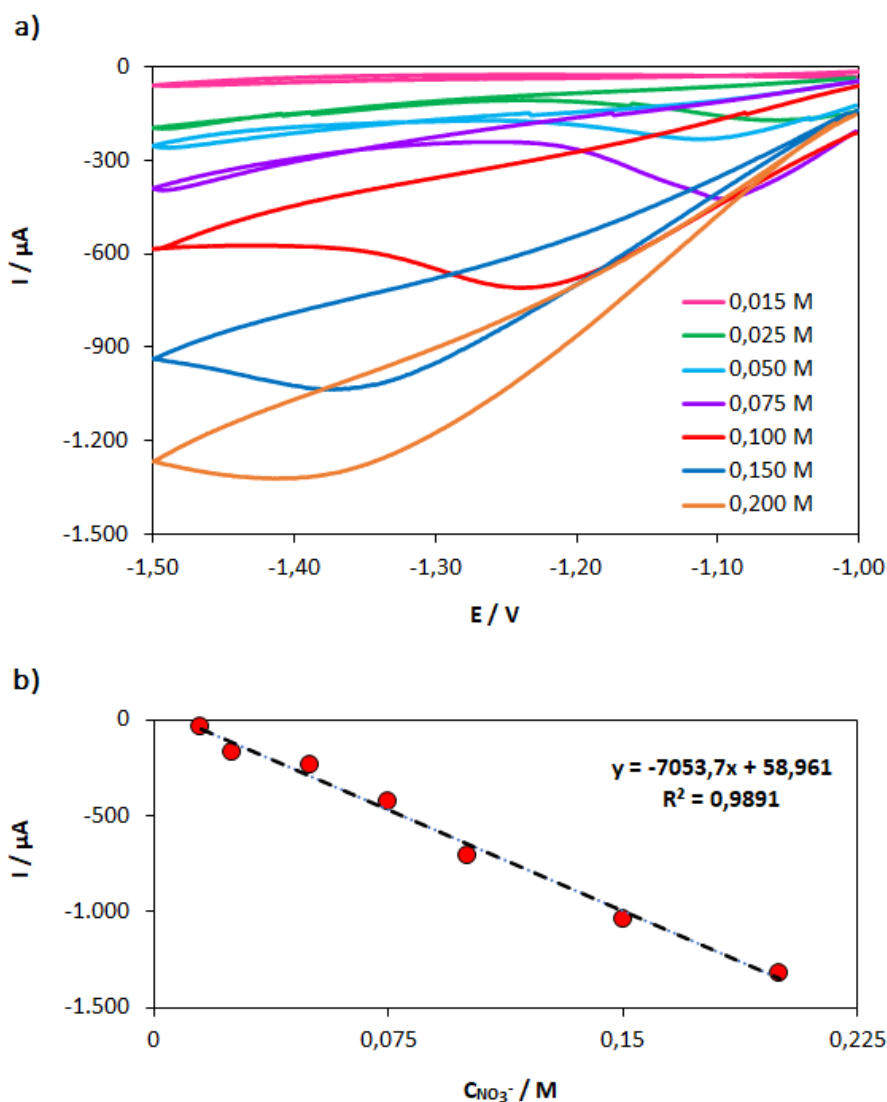 a)
0
-300
-600
-900
-1.200
-1.500
I / µA
0,015 M
0,025 M
0,050 M
0,075 M
0,100 M
0,150 M
0,200 M
-1,50
-1,40
-1,30
-1,20
-1,10
-1,00
E / V
b)
0
-500
-1.000
-1.500
I / µA
y = -7053,7x + 58,961
R² = 0,9891
0
0,075
0,15
0,225
C_NO₃⁻ / M